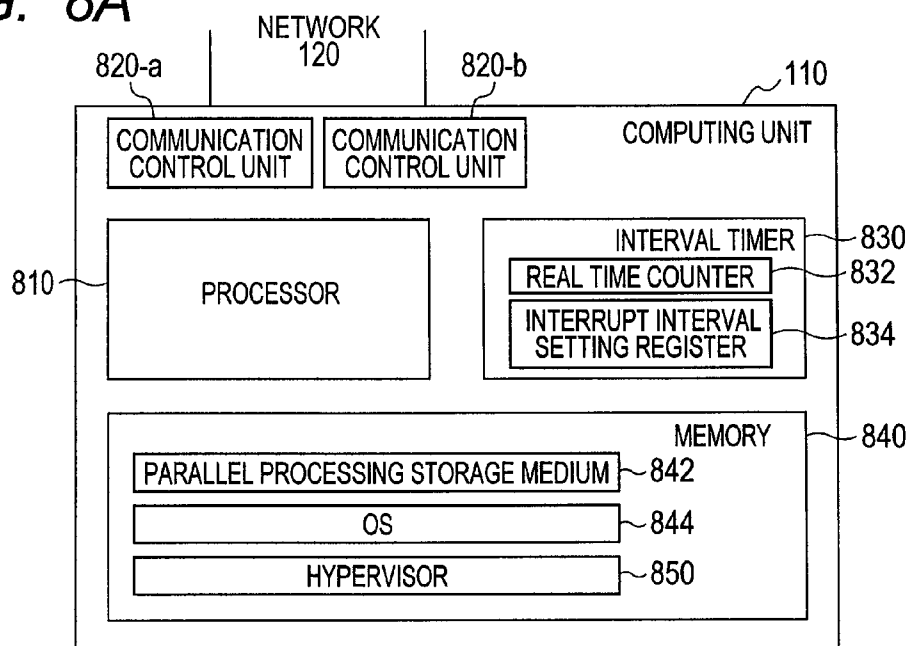 G. 8A
NETWORK
120
820-a
820-b
110
COMMUNICATION
CONTROL UNIT
COMMUNICATION
CONTROL UNIT
COMPUTING UNIT
810
PROCESSOR
INTERVAL TIMER
830
REAL TIME COUNTER
832
INTERRUPT INTERVAL
SETTING REGISTER
834
MEMORY
840
PARALLEL PROCESSING STORAGE MEDIUM
842
OS
844
HYPERVISOR
850